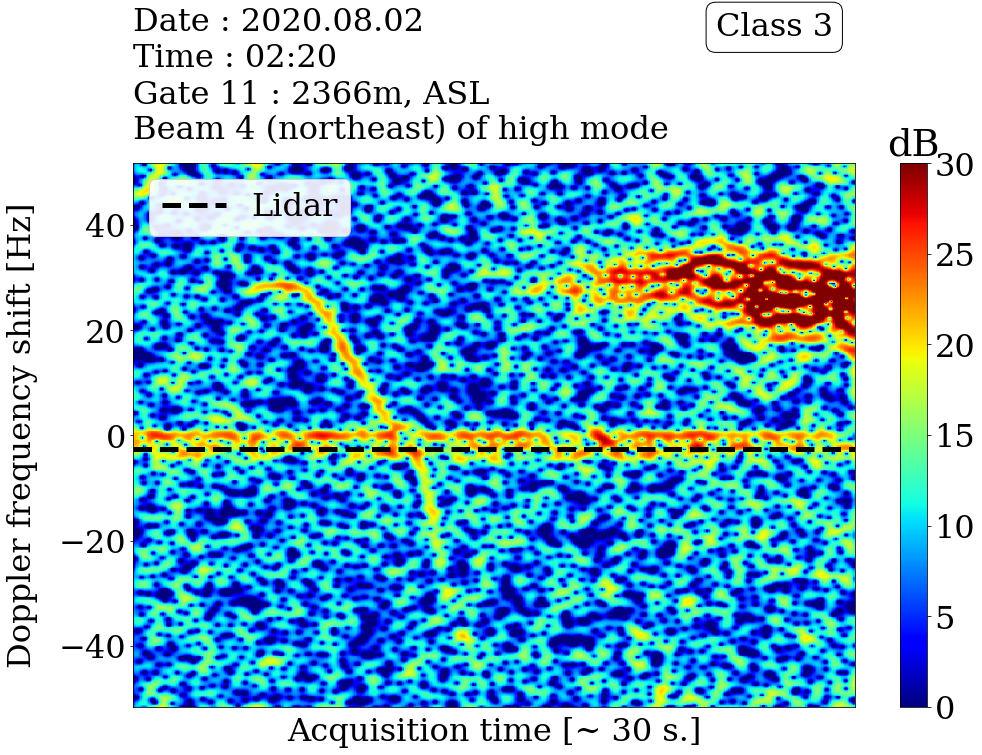 Date : 2020.08.02
Time : 02:20
Gate 11 : 2366m, ASL
Beam 4 (northeast) of high mode
Class 3
dB
Lidar
Doppler frequency shift [Hz]
40
20
0
−20
−40
30
25
20
15
10
5
0
Acquisition time [~ 30 s.]